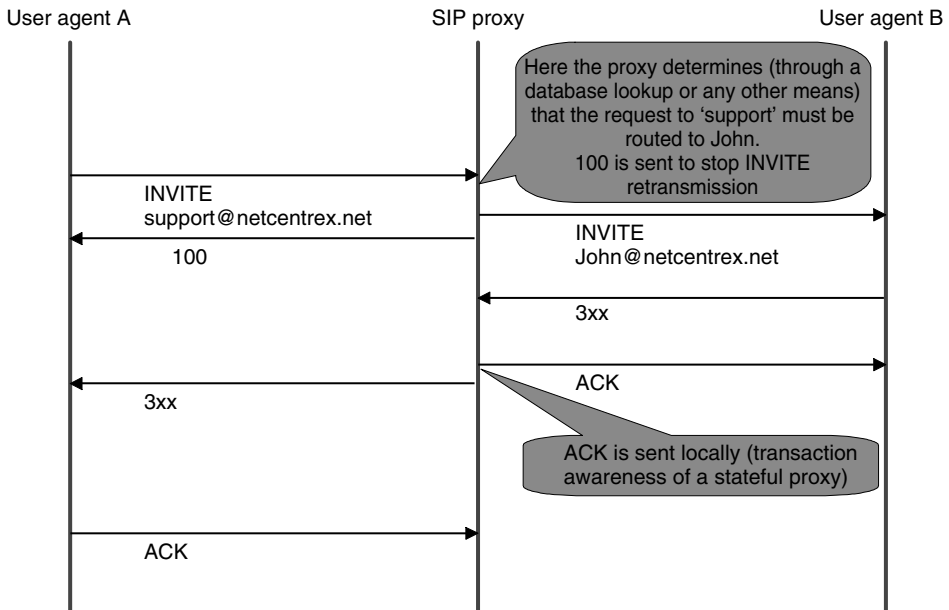 User agent A
SIP proxy
User agent B
Here the proxy determines (through a
database lookup or any other means)
that the request to ‘support’ must be
routed to John.
100 is sent to stop INVITE
retransmission
INVITE
support@netcentrex.net
100
INVITE
John@netcentrex.net
3xx
ACK
3xx
ACK is sent locally (transaction
awareness of a stateful proxy)
ACK